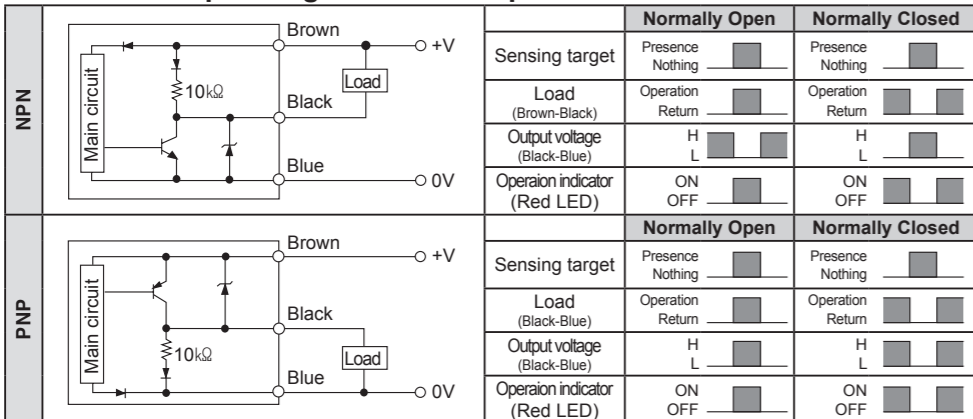 NPN
Main circuit
10kΩ
Brown
Black
Blue
Load
+V
0V
Normally Open Normally Closed
Sensing target Presence Nothing Presence Nothing
Load (Brown-Black) Operation Return Operation Return
Output voltage (Black-Blue) H L H L
Operaion indicator (Red LED) ON OFF ON OFF
PNP
Main circuit
10kΩ
Brown
Black
Blue
Load
+V
0V
Normally Open Normally Closed
Sensing target Presence Nothing Presence Nothing
Load (Black-Blue) Operation Return Operation Return
Output voltage (Black-Blue) H L H L
Operaion indicator (Red LED) ON OFF ON OFF